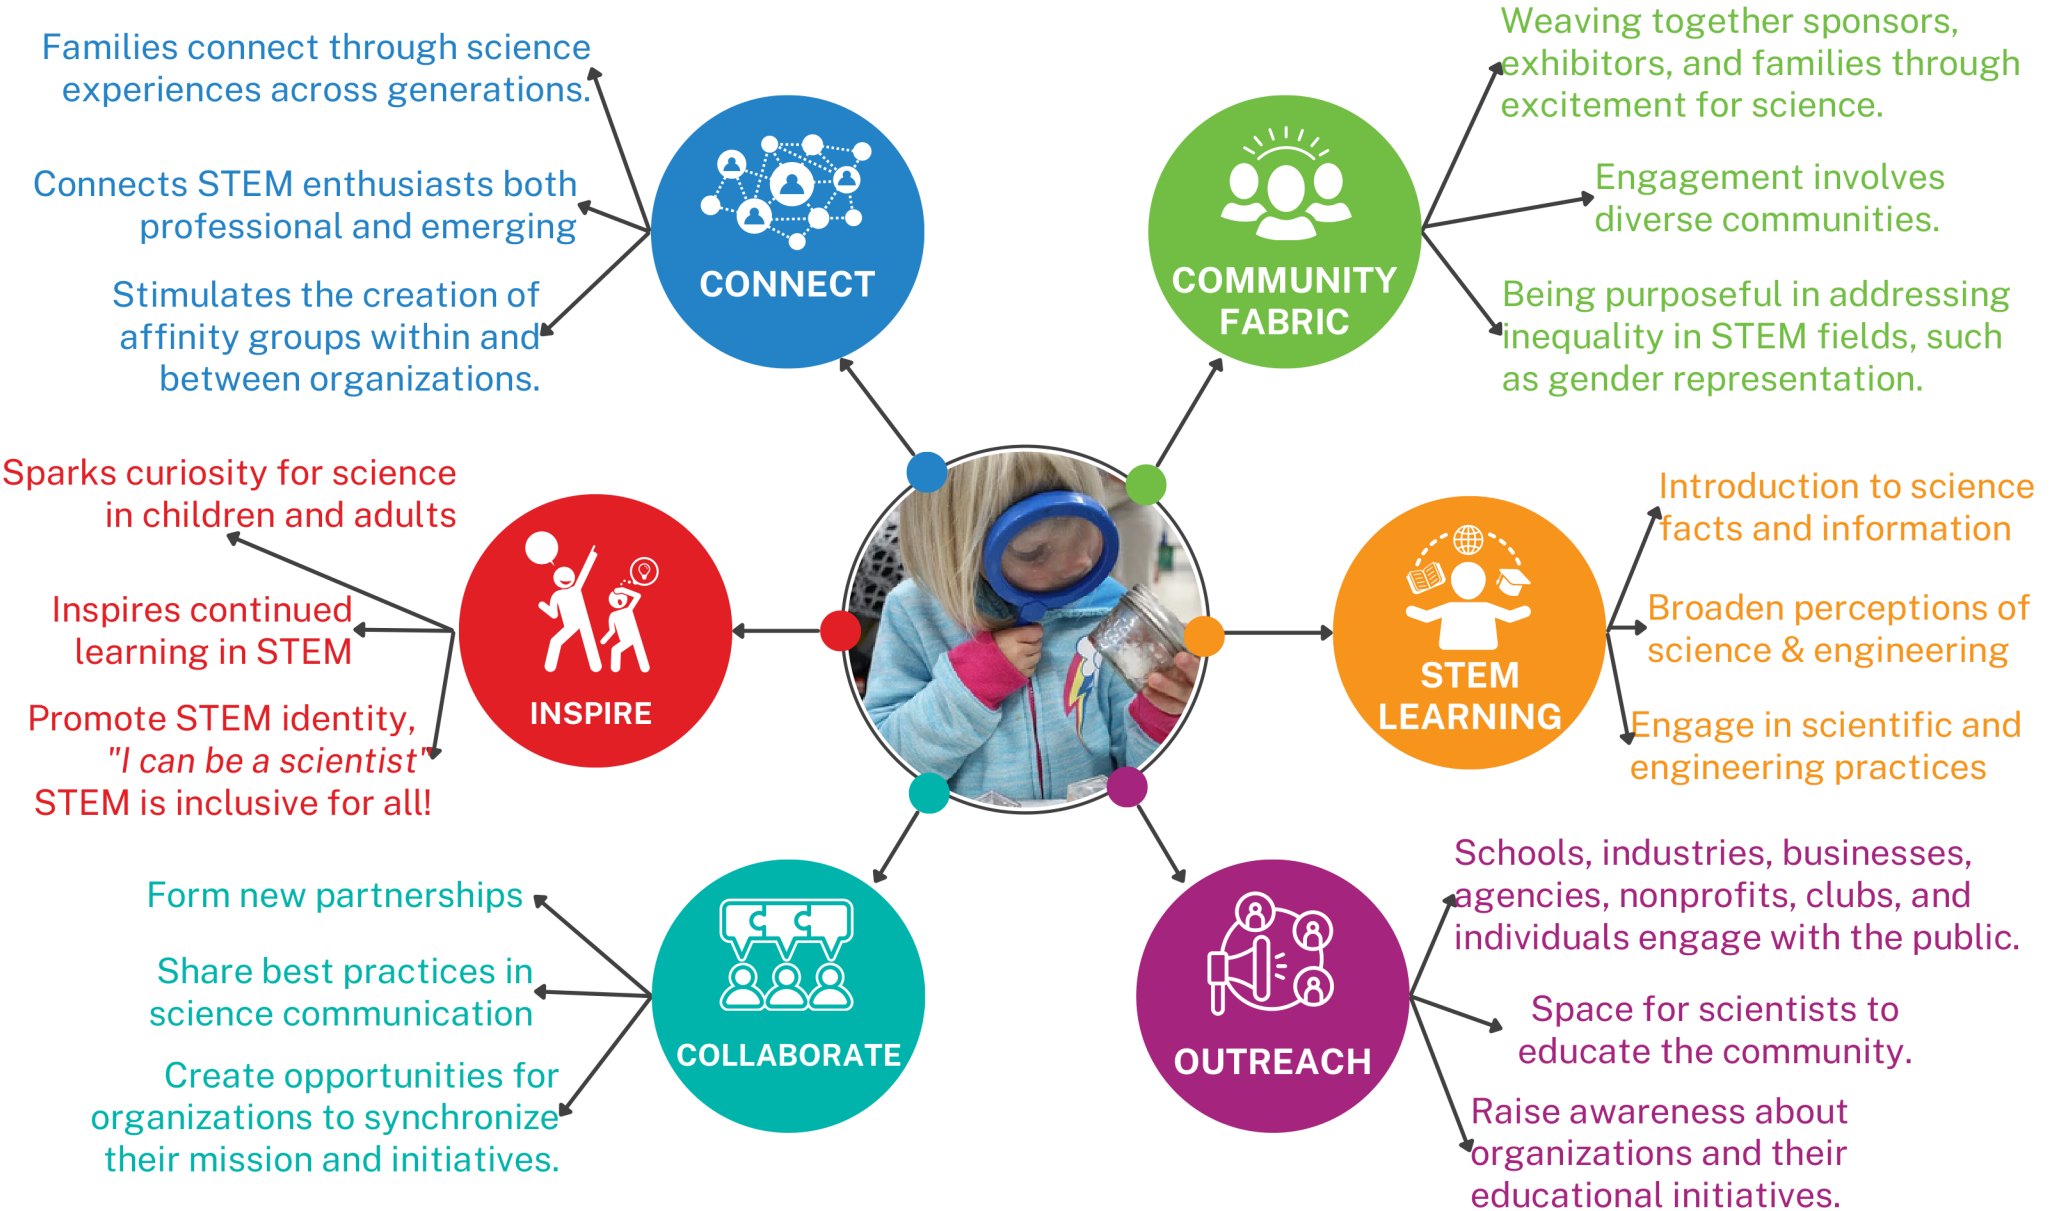 Families connect through science
experiences across generations.
Connects STEM enthusiasts both
professional and emerging
Stimulates the creation of
affinity groups within and
between organizations.
CONNECT
Weaving together sponsors,
exhibitors, and families through
excitement for science.
Engagement involves
diverse communities.
Being purposeful in addressing
inequality in STEM fields, such
as gender representation.
COMMUNITY
FABRIC
Sparks curiosity for science
in children and adults
Inspires continued
learning in STEM
Promote STEM identity,
"I can be a scientist"
STEM is inclusive for all!
INSPIRE
Introduction to science
facts and information
Broaden perceptions of
science & engineering
Engage in scientific and
engineering practices
STEM
LEARNING
Form new partnerships
Share best practices in
science communication
Create opportunities for
organizations to synchronize
their mission and initiatives.
COLLABORATE
Schools, industries, businesses,
agencies, nonprofits, clubs, and
individuals engage with the public.
Space for scientists to
educate the community.
Raise awareness about
organizations and their
educational initiatives.
OUTREACH